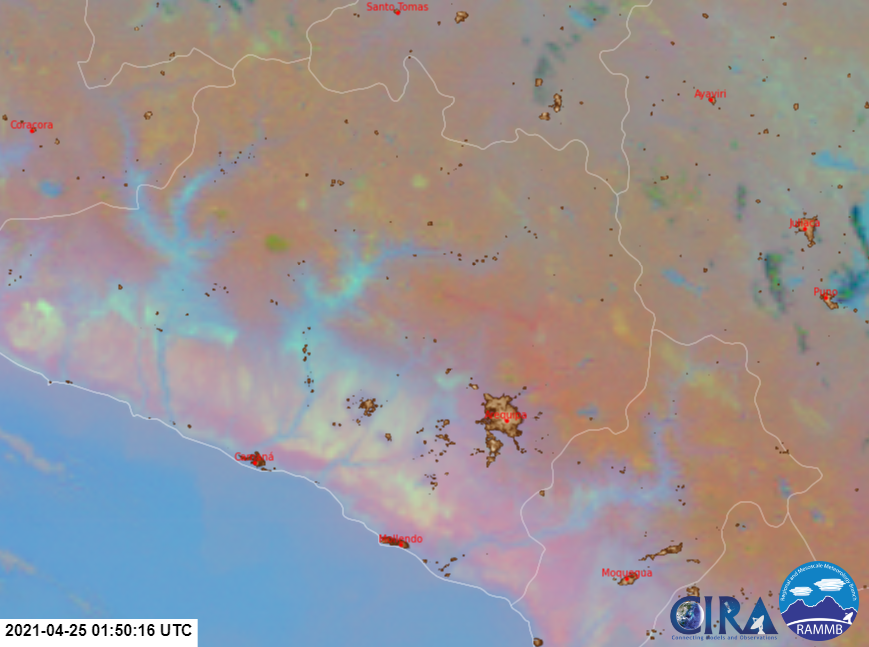 Santo Tomas
Ayaviri
Coracora
Juliaca
Puno
Arequipa
Camaná
Mollendo
Moquegua
2021-04-25 01:50:16 UTC
CIRA
Connecting Models and Observations
Regional and Mesoscale Meteorology Branch
RAMMB